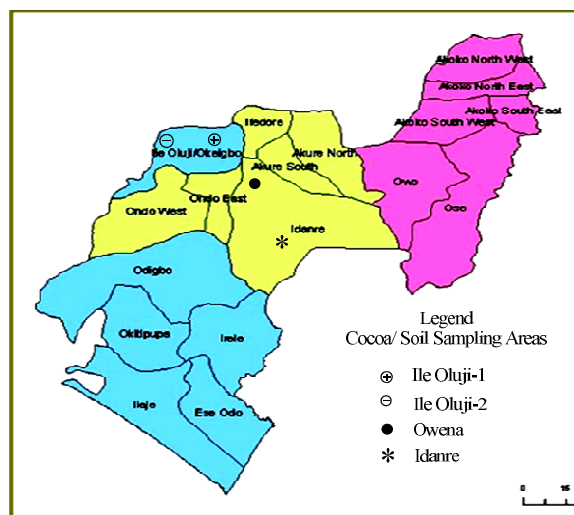 Akoko North West
Akoko North East
Akoko South East
Akoko South West
Ifedore
Ile Oluji/Okeigbo
Akure North
Akure South
Owo
Ose
Ondo East
Ondo West
Idanre
Odigbo
Okitipupa
Irele
Ilaje
Ese Odo
Legend
Cocoa/ Soil Sampling Areas
Ile Oluji-1
Ile Oluji-2
Owena
Idanre
0 15